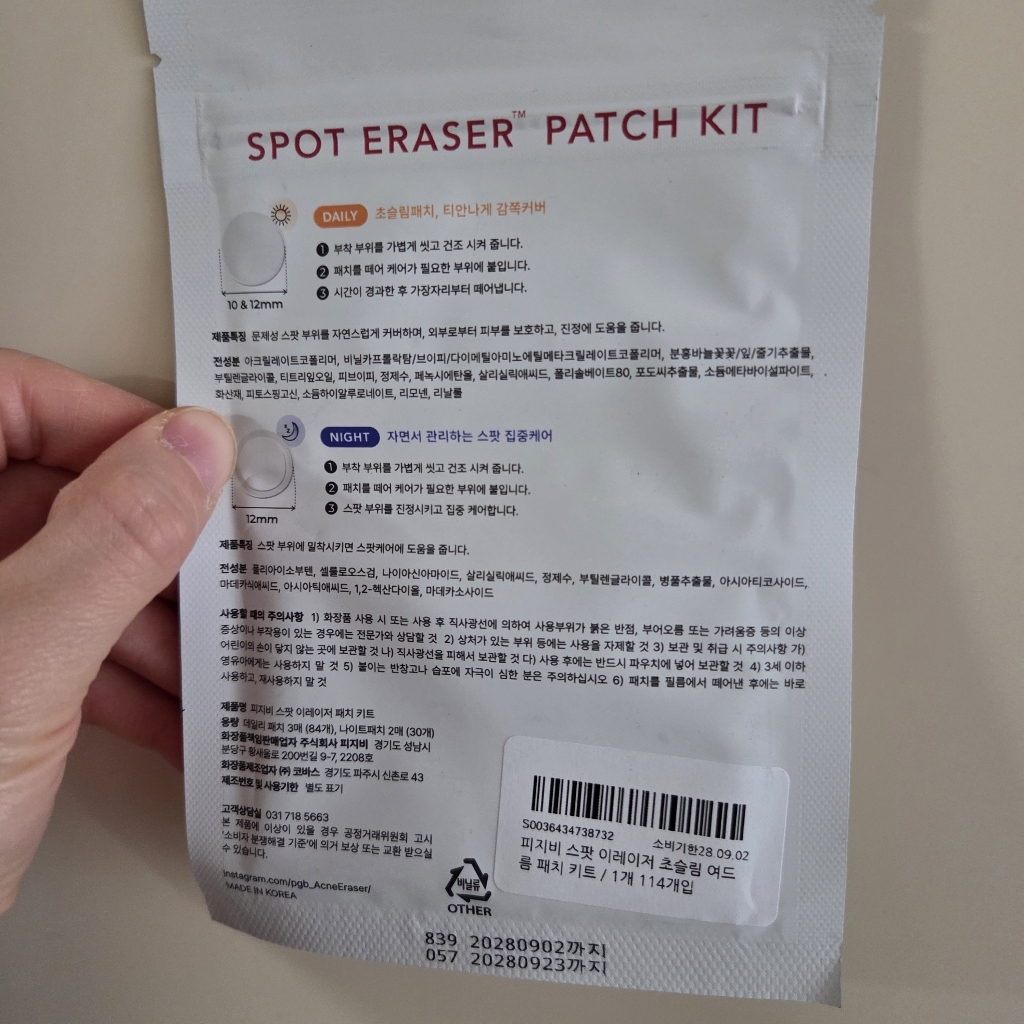 SPOT ERASER™ PATCH KIT
DAILY 초슬림패치, 티안나게 감쪽커버
1 부착 부위를 가볍게 씻고 건조 시켜 줍니다.
2 패치를 떼어 케어가 필요한 부위에 붙입니다.
3 시간이 경과한 후 가장자리부터 떼어냅니다.
10 & 12mm
제품특징 문제성 스팟 부위를 자연스럽게 커버하며, 외부로부터 피부를 보호하고, 진정에 도움을 줍니다.
전성분 아크릴레이트코폴리머, 비닐카프롤락탐/브이피/다이메틸아미노에틸메타크릴레이트코폴리머, 분홍바늘꽃꽃/잎/줄기추출물,
부틸렌글라이콜, 티트리잎오일, 피브이피, 정제수, 페녹시에탄올, 살리실릭애씨드, 폴리솔베이트80, 포도씨추출물, 소듐메타바이설파이트,
화산재, 피토스핑고신, 소듐하이알루로네이트, 리모넨, 리날룰
NIGHT 자면서 관리하는 스팟 집중케어
1 부착 부위를 가볍게 씻고 건조 시켜 줍니다.
2 패치를 떼어 케어가 필요한 부위에 붙입니다.
3 스팟 부위를 진정시키고 집중 케어합니다.
12mm
제품특징 스팟 부위에 밀착시키면 스팟케어에 도움을 줍니다.
전성분 폴리아이소부텐, 셀룰로오스검, 나이아신아마이드, 살리실릭애씨드, 정제수, 부틸렌글라이콜, 병풀추출물, 아시아티코사이드,
마데카식애씨드, 아시아틱애씨드, 1,2-헥산다이올, 마데카소사이드
사용할 때의 주의사항 1) 화장품 사용 시 또는 사용 후 직사광선에 의하여 사용부위가 붉은 반점, 부어오름 또는 가려움증 등의 이상
증상이나 부작용이 있는 경우에는 전문가와 상담할 것 2) 상처가 있는 부위 등에는 사용을 자제할 것 3) 보관 및 취급 시 주의사항 가)
어린이의 손이 닿지 않는 곳에 보관할 것 나) 직사광선을 피해서 보관할 것 다) 사용 후에는 반드시 파우치에 넣어 보관할 것 4) 3세 이하
영유아에게는 사용하지 말 것 5) 붙이는 반창고나 습포에 자극이 심한 분은 주의하십시오 6) 패치를 필름에서 떼어낸 후에는 바로
사용하고, 재사용하지 말 것
제품명 피지비 스팟 이레이저 패치 키트
용량 데일리 패치 3매 (84개), 나이트패치 2매 (30개)
화장품책임판매업자 주식회사 피지비 경기도 성남시
분당구 황새울로 200번길 9-7, 2208호
화장품제조업자 (주) 코바스 경기도 파주시 신촌로 43
제조번호 및 사용기한 별도 표기
고객상담실 031 718 5663
본 제품에 이상이 있을 경우 공정거래위원회 고시
'소비자 분쟁해결 기준'에 의거 보상 또는 교환 받으실
수 있습니다.
instagram.com/pgb_AcneEraser/
MADE IN KOREA
비닐류
OTHER
S0036434738732
소비기한28.09.02
피지비 스팟 이레이저 초슬림 여드
름 패치 키트 / 1개 114개입
839 20280902까지
057 20280923까지